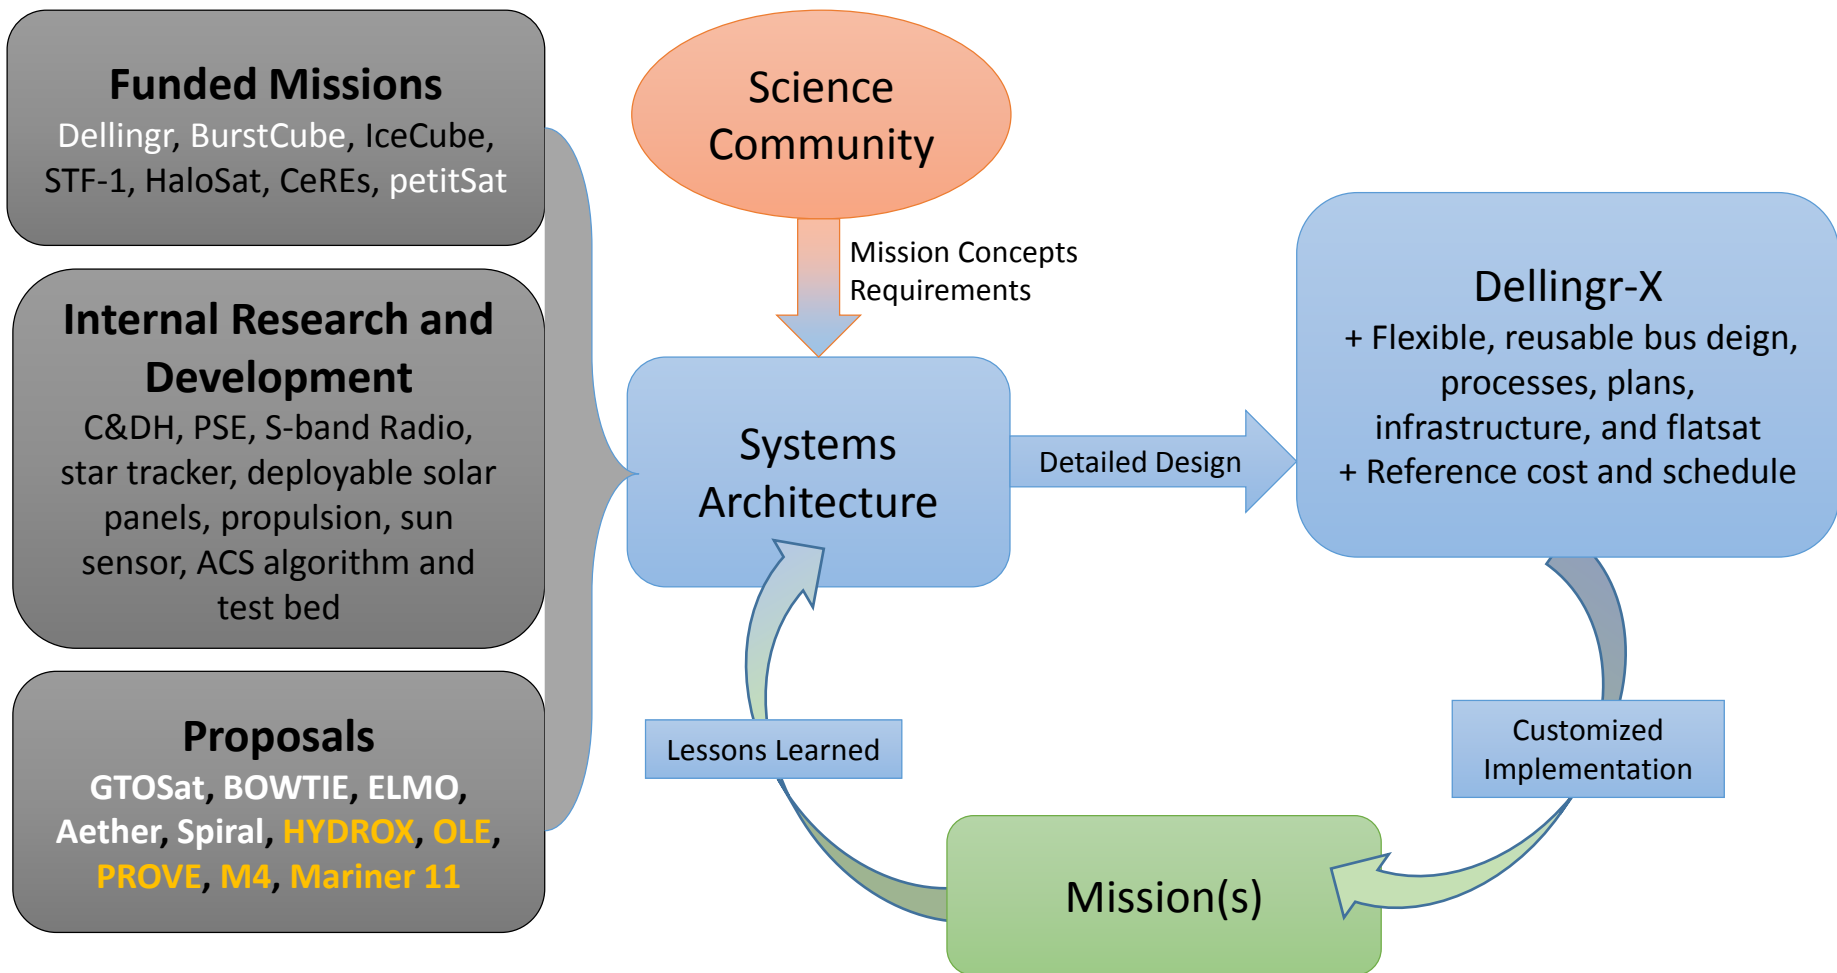 Funded Missions
Dellingr, BurstCube, IceCube,
STF-1, HaloSat, CeREs, petitSat
Internal Research and
Development
C&DH, PSE, S-band Radio,
star tracker, deployable solar
panels, propulsion, sun
sensor, ACS algorithm and
test bed
Proposals
GTOSat, BOWTIE, ELMO,
Aether, Spiral, HYDROX, OLE,
PROVE, M4, Mariner 11
Science
Community
Mission Concepts
Requirements
Systems
Architecture
Detailed Design
Dellingr-X
+ Flexible, reusable bus deign,
processes, plans,
infrastructure, and flatsat
+ Reference cost and schedule
Customized
Implementation
Mission(s)
Lessons Learned